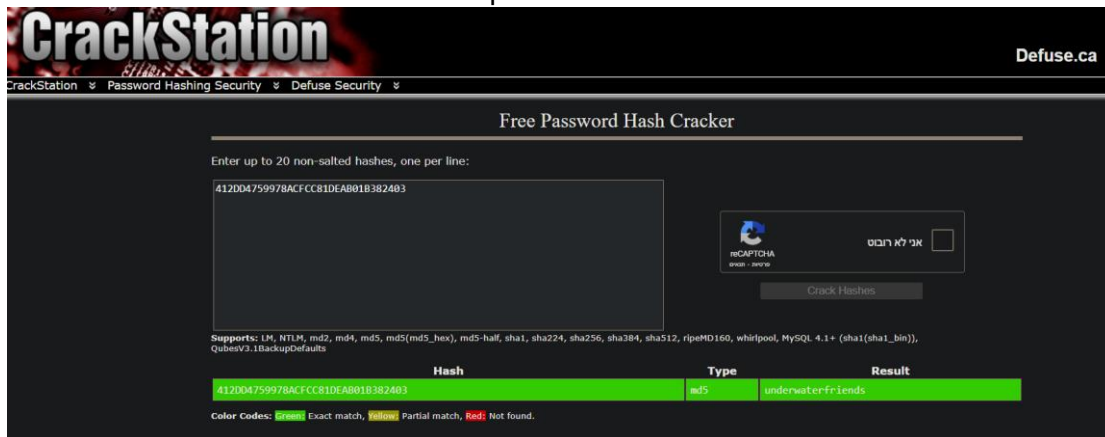 CrackStation
Defuse.ca
CrackStation ⌄ Password Hashing Security ⌄ Defuse Security ⌄
Free Password Hash Cracker
Enter up to 20 non-salted hashes, one per line:
412DD4759978ACFCC81DEAB01B382403
אני לא רובוט
reCAPTCHA
פרטיות - תנאים
Crack Hashes
Supports: LM, NTLM, md2, md4, md5, md5(md5_hex), md5-half, sha1, sha224, sha256, sha384, sha512, ripeMD160, whirlpool, MySQL 4.1+ (sha1(sha1_bin)),
QubesV3.1BackupDefaults
Hash Type Result
412DD4759978ACFCC81DEAB01B382403 md5 underwaterfriends
Color Codes: Green: Exact match, Yellow: Partial match, Red: Not found.